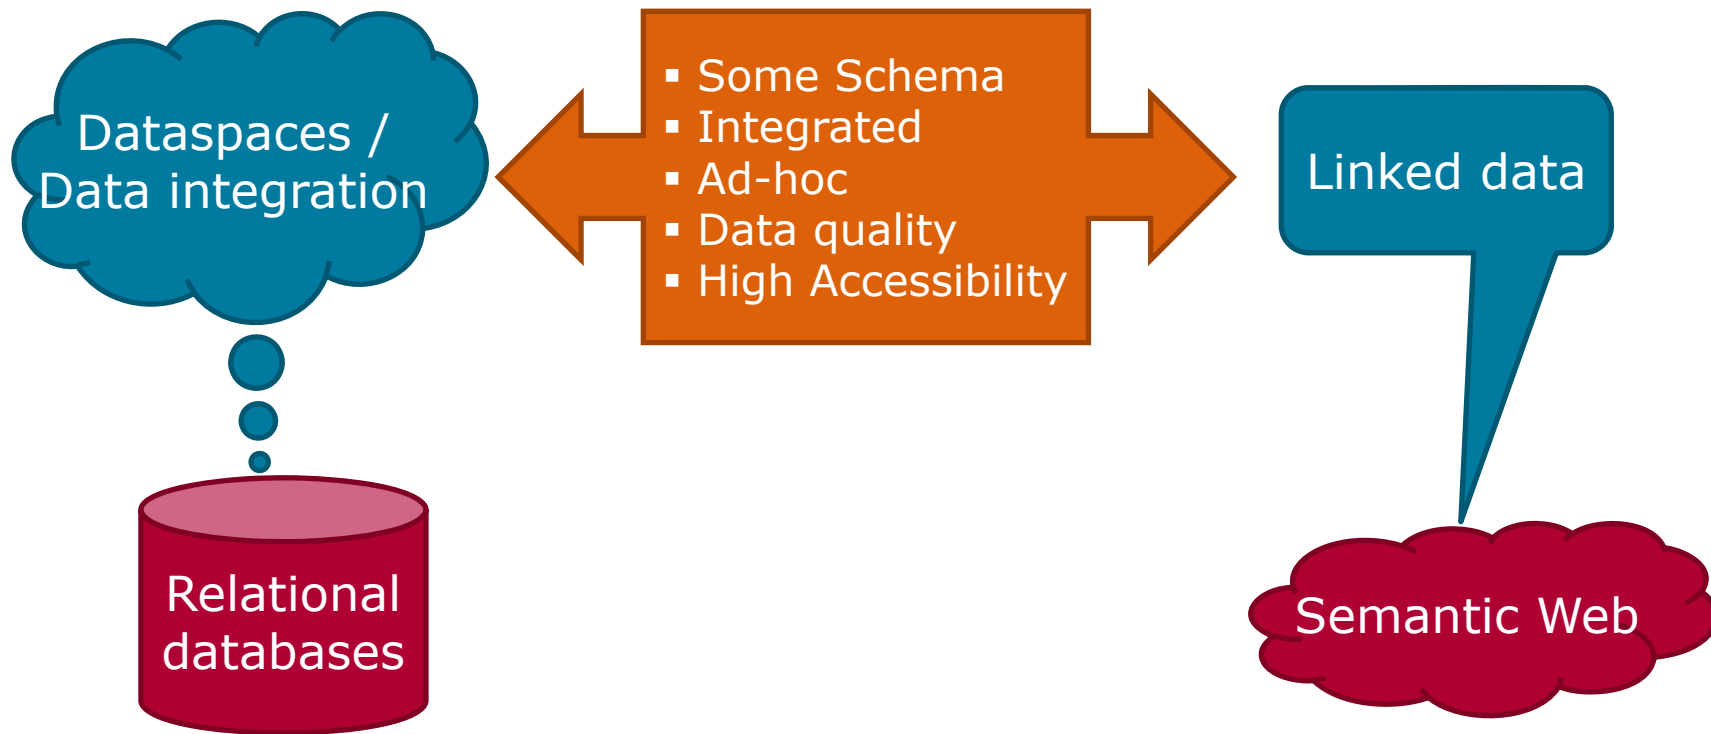 Dataspaces /
Data integration
▪ Some Schema
▪ Integrated
▪ Ad-hoc
▪ Data quality
▪ High Accessibility
Linked data
Relational
databases
Semantic Web